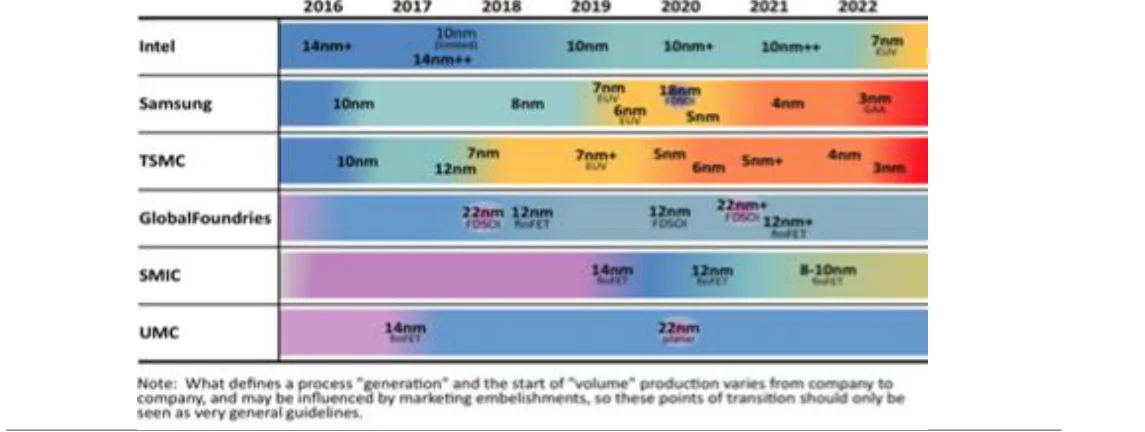 2016 2017 2018 2019 2020 2021 2022
Intel 14nm+ 10nm (limited) 14nm++ 10nm 10nm+ 10nm++ 7nm EUV
Samsung 10nm 8nm 7nm EUV 6nm EUV 18nm FDSOI 5nm 4nm 3nm GAA
TSMC 10nm 12nm 7nm 7nm+ EUV 5nm 6nm 5nm+ 4nm 3nm
GlobalFoundries 22nm FDSOI 12nm finFET 12nm FDSOI 22nm+ FDSOI 12nm+ finFET
SMIC 14nm finFET 12nm finFET 8-10nm finFET
UMC 14nm finFET 22nm planar
Note: What defines a process "generation" and the start of "volume" production varies from company to
company, and may be influenced by marketing embelishments, so these points of transition should only be
seen as very general guidelines.